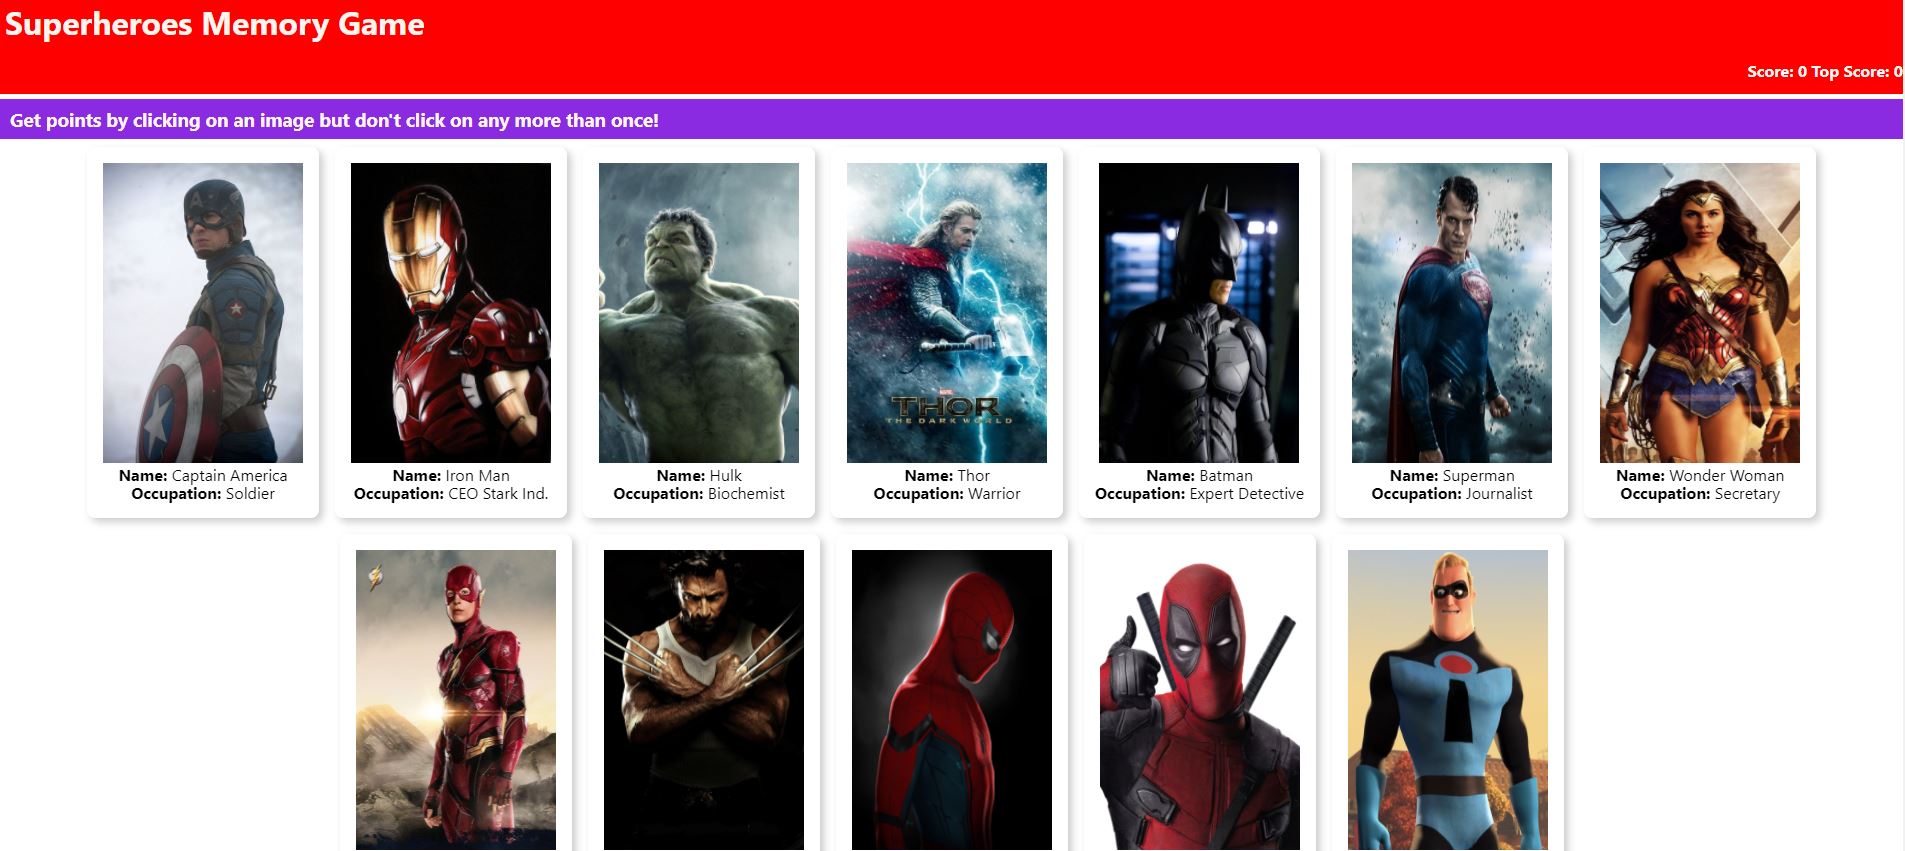 Superheroes Memory Game
Score: 0 Top Score: 0
Get points by clicking on an image but don't click on any more than once!
MARVEL
THOR
THE DARK WORLD
Name: Captain America
Occupation: Soldier
Name: Iron Man
Occupation: CEO Stark Ind.
Name: Hulk
Occupation: Biochemist
Name: Thor
Occupation: Warrior
Name: Batman
Occupation: Expert Detective
Name: Superman
Occupation: Journalist
Name: Wonder Woman
Occupation: Secretary